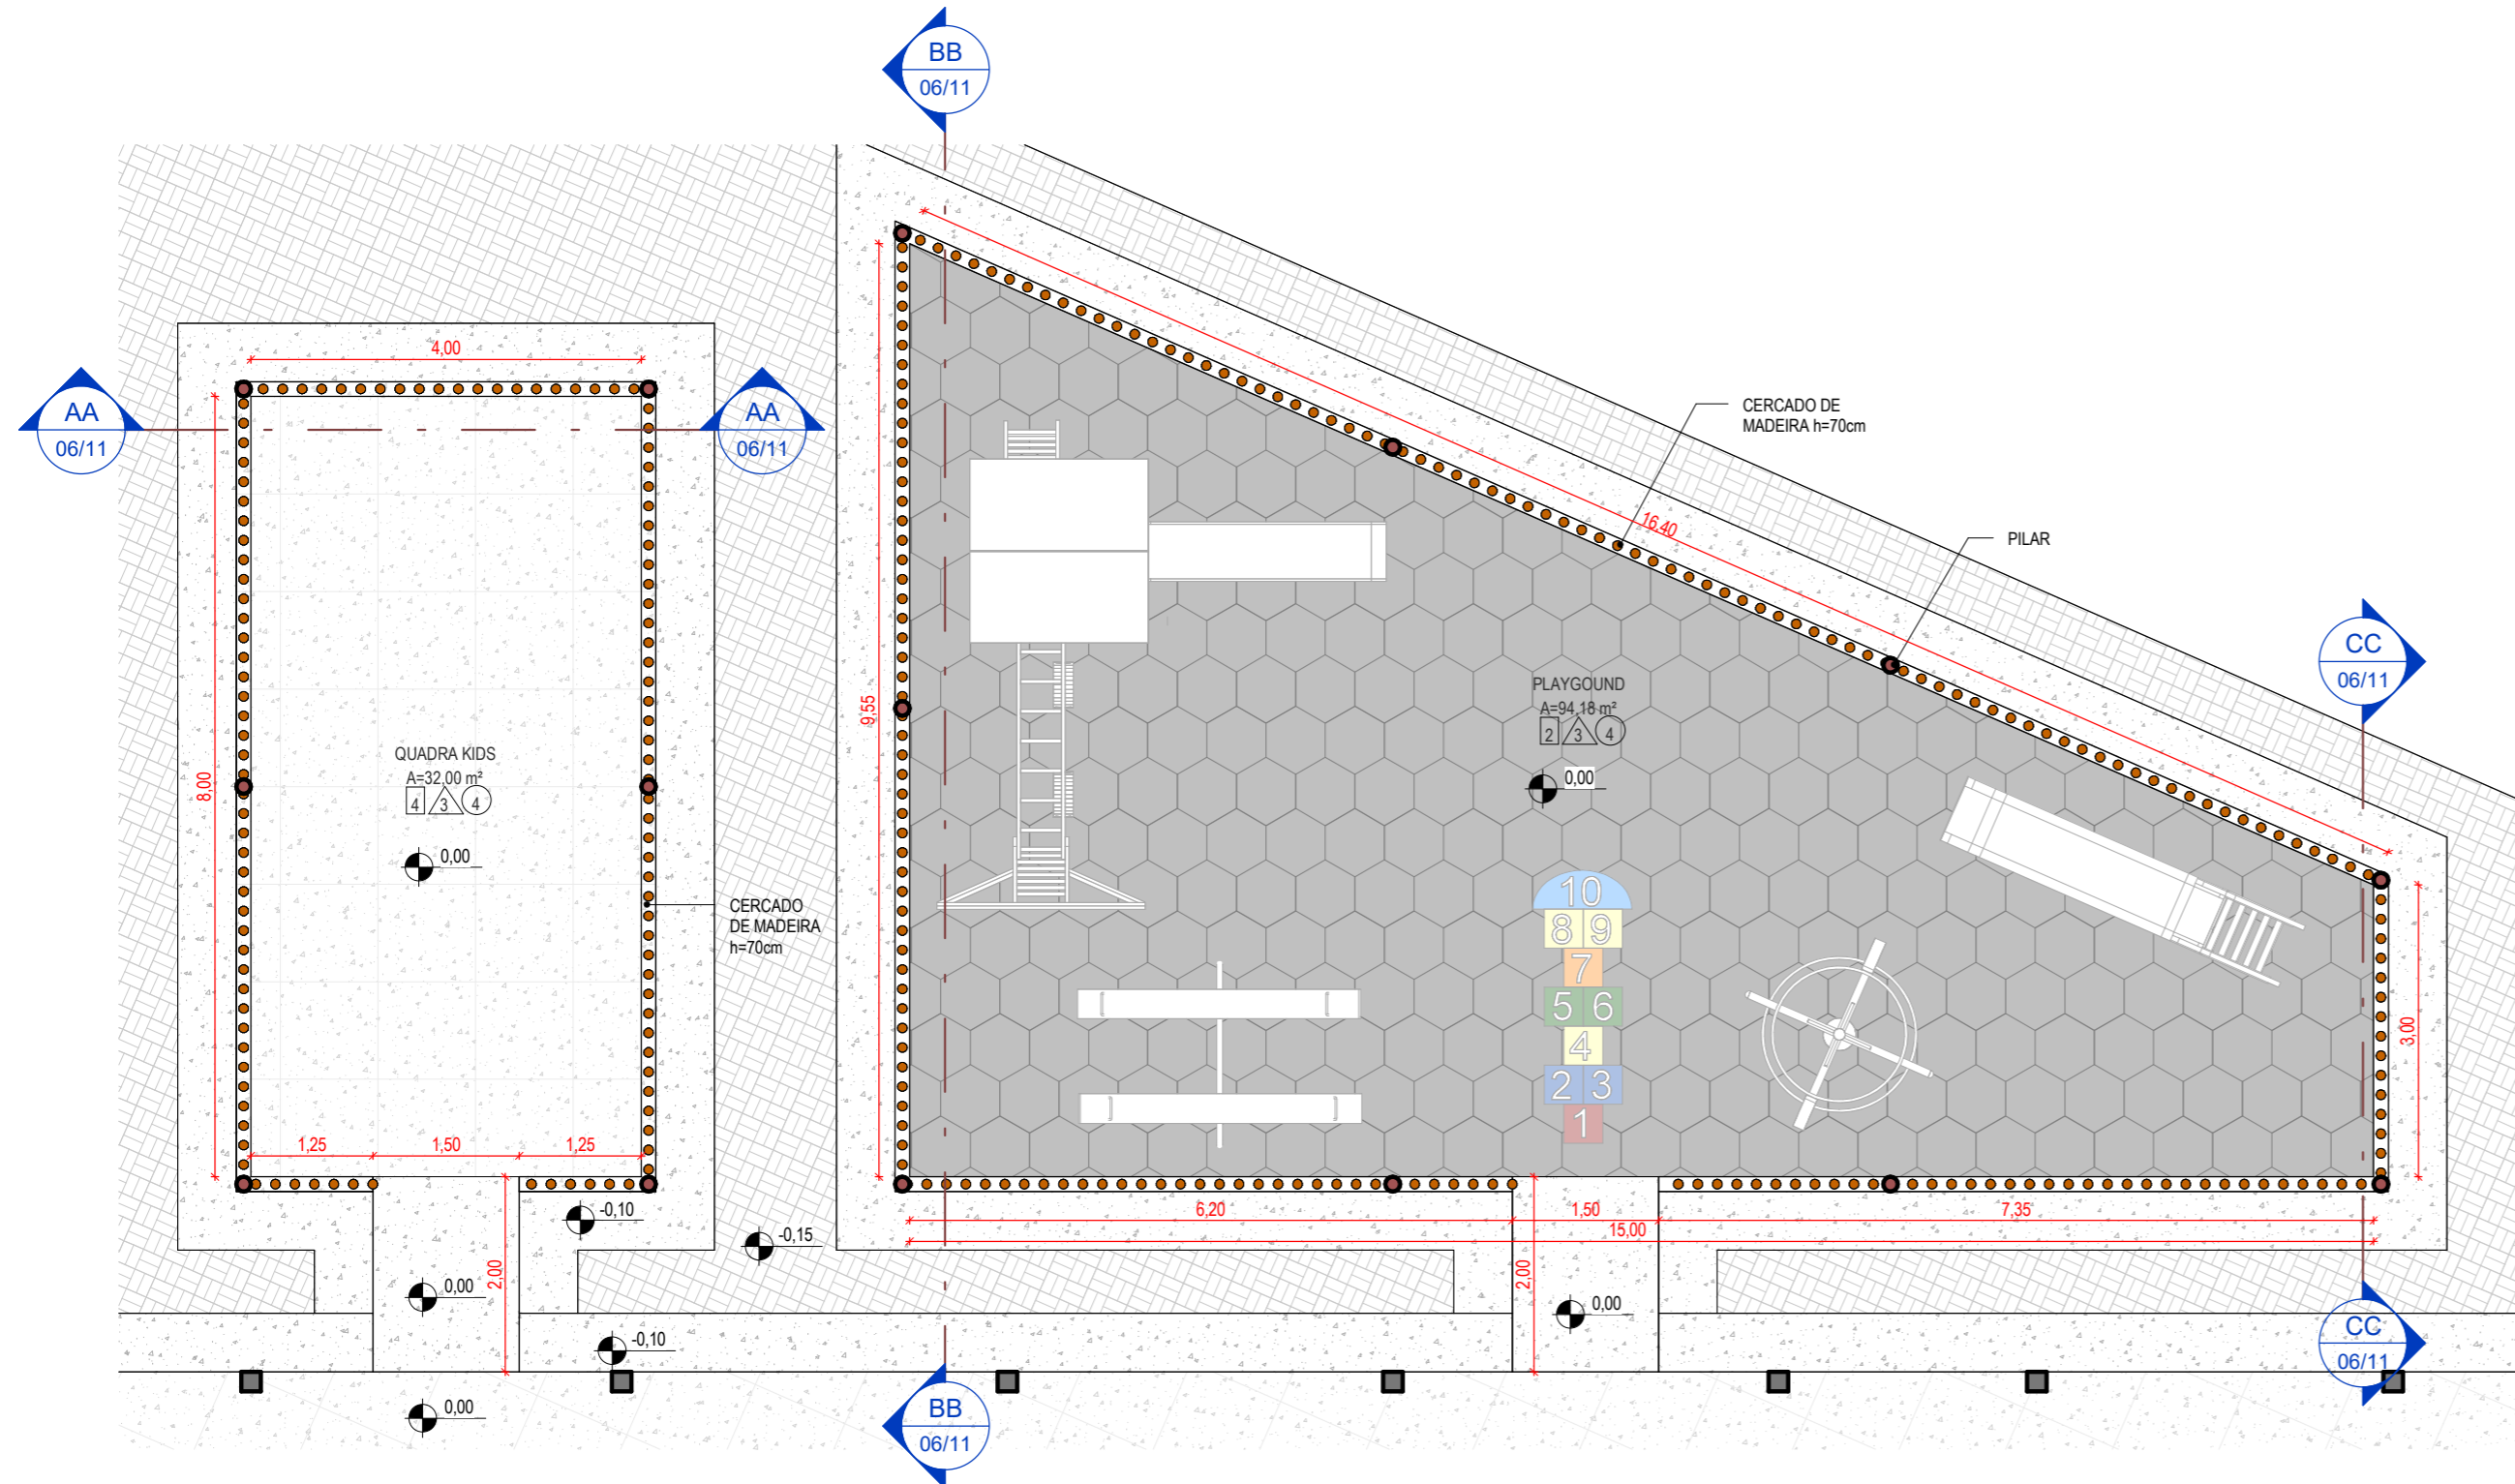 BB
06/11
4,00
AA
06/11
AA
06/11
CERCADO DE
MADEIRA h=70cm
16,40
PILAR
CC
06/11
9,55
PLAYGOUND
A=94,18 m²
2 3 4
0,00
QUADRA KIDS
A=32,00 m²
4 3 4
8,00
0,00
CERCADO
DE MADEIRA
h=70cm
10
8 9
7
5 6
4
2 3
1
3,00
1,25 1,50 1,25
-0,10
-0,15
6,20 1,50 7,35
15,00
2,00
0,00
2,00
0,00
-0,10
CC
06/11
0,00
BB
06/11